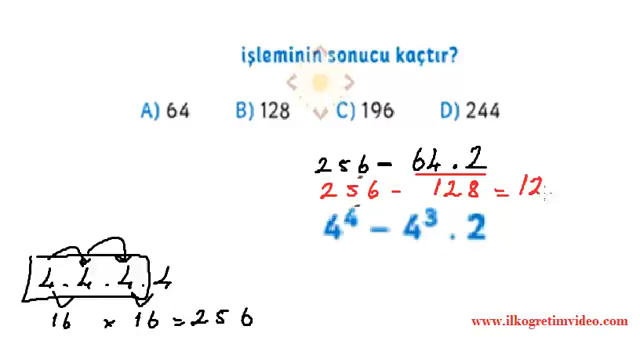 işleminin sonucu kaçtır?
A) 64 B) 128 C) 196 D) 244
256 - 64 . 2
256 - 128 = 12
4⁴ - 4³ . 2
4 . 4 . 4 . 4
16 x 16 = 256
www.ilkogretimvideo.com